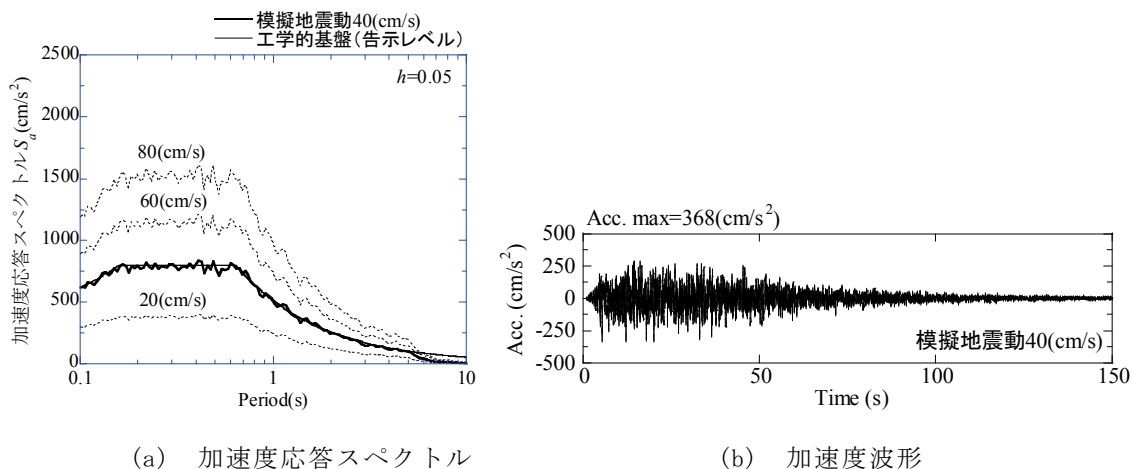 模擬地震動40(cm/s)
工学的基盤(告示レベル)
2500
2000
1500
1000
500
0
加速度応答スペクトルSa(cm/s²)
h=0.05
80(cm/s)
60(cm/s)
20(cm/s)
0.1 1 10
Period(s)
(a) 加速度応答スペクトル
Acc. max=368(cm/s²)
500
250
0
-250
-500
Acc. (cm/s²)
模擬地震動40(cm/s)
0 50 100 150
Time (s)
(b) 加速度波形